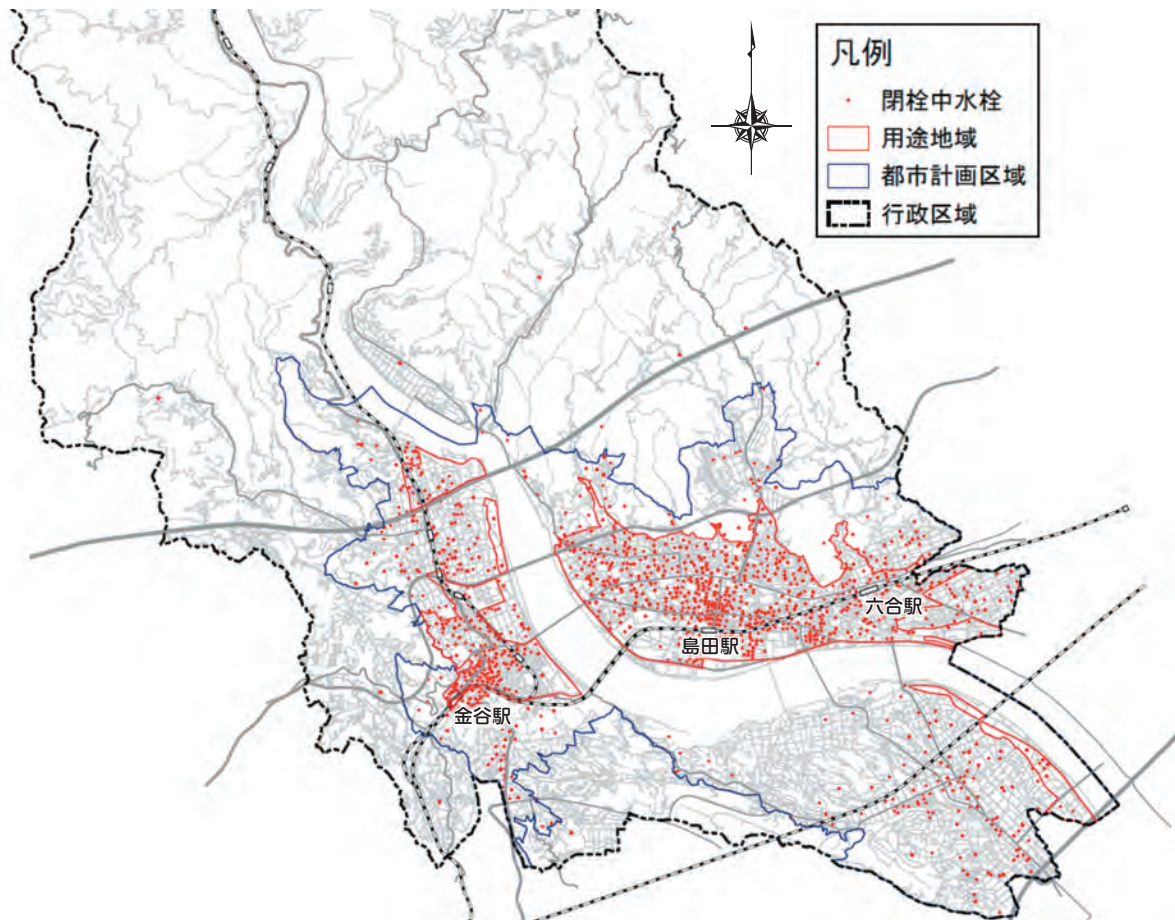 凡例
閉栓中水栓
用途地域
都市計画区域
行政区域
六合駅
島田駅
金谷駅